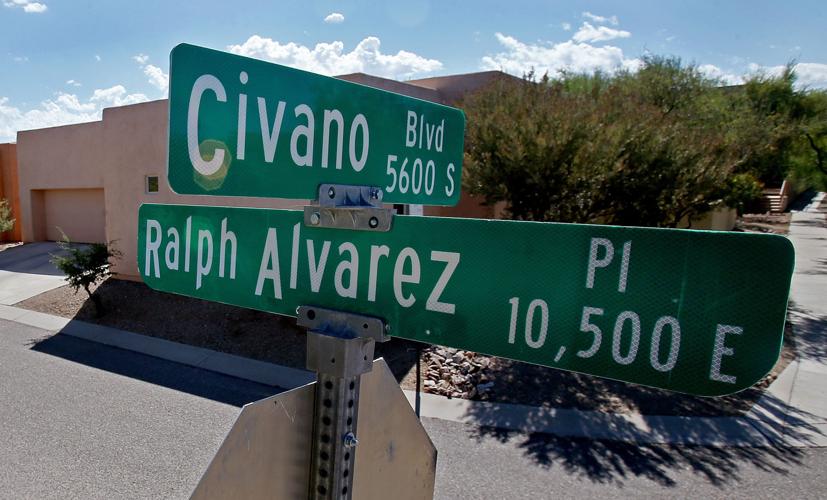 Civano Blvd
5600 S
Ralph Alvarez Pl
10,500 E